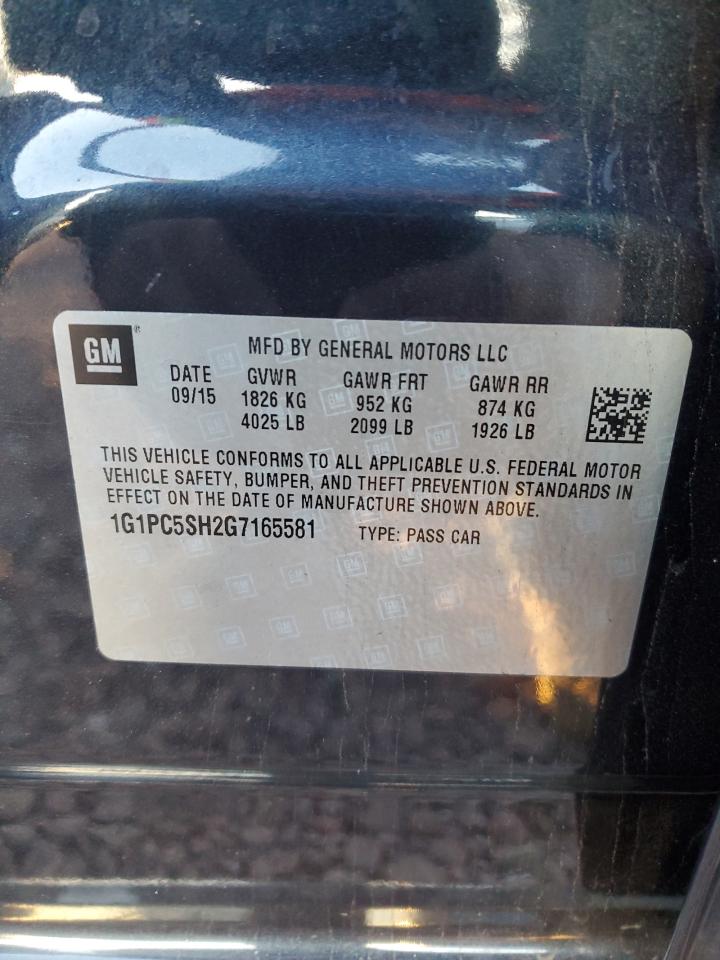 GM
MFD BY GENERAL MOTORS LLC
DATE GVWR GAWR FRT GAWR RR
09/15 1826 KG 952 KG 874 KG
4025 LB 2099 LB 1926 LB
THIS VEHICLE CONFORMS TO ALL APPLICABLE U.S. FEDERAL MOTOR
VEHICLE SAFETY, BUMPER, AND THEFT PREVENTION STANDARDS IN
EFFECT ON THE DATE OF MANUFACTURE SHOWN ABOVE.
1G1PC5SH2G7165581 TYPE: PASS CAR